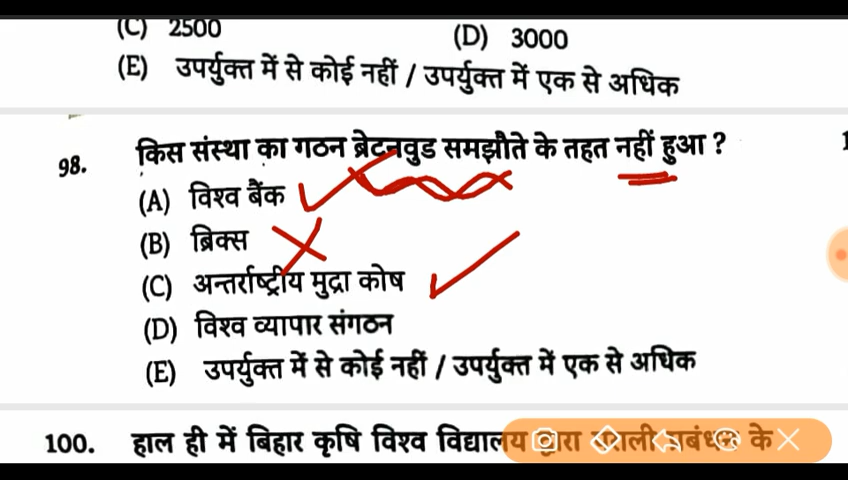 (C) 2500
(D) 3000
(E) उपर्युक्त में से कोई नहीं / उपर्युक्त में एक से अधिक
98. किस संस्था का गठन ब्रेटनवुड समझौते के तहत नहीं हुआ ?
(A) विश्व बैंक
(B) ब्रिक्स
(C) अन्तर्राष्ट्रीय मुद्रा कोष
(D) विश्व व्यापार संगठन
(E) उपर्युक्त में से कोई नहीं / उपर्युक्त में एक से अधिक
100. हाल ही में बिहार कृषि विश्व विद्यालय द्वारा के